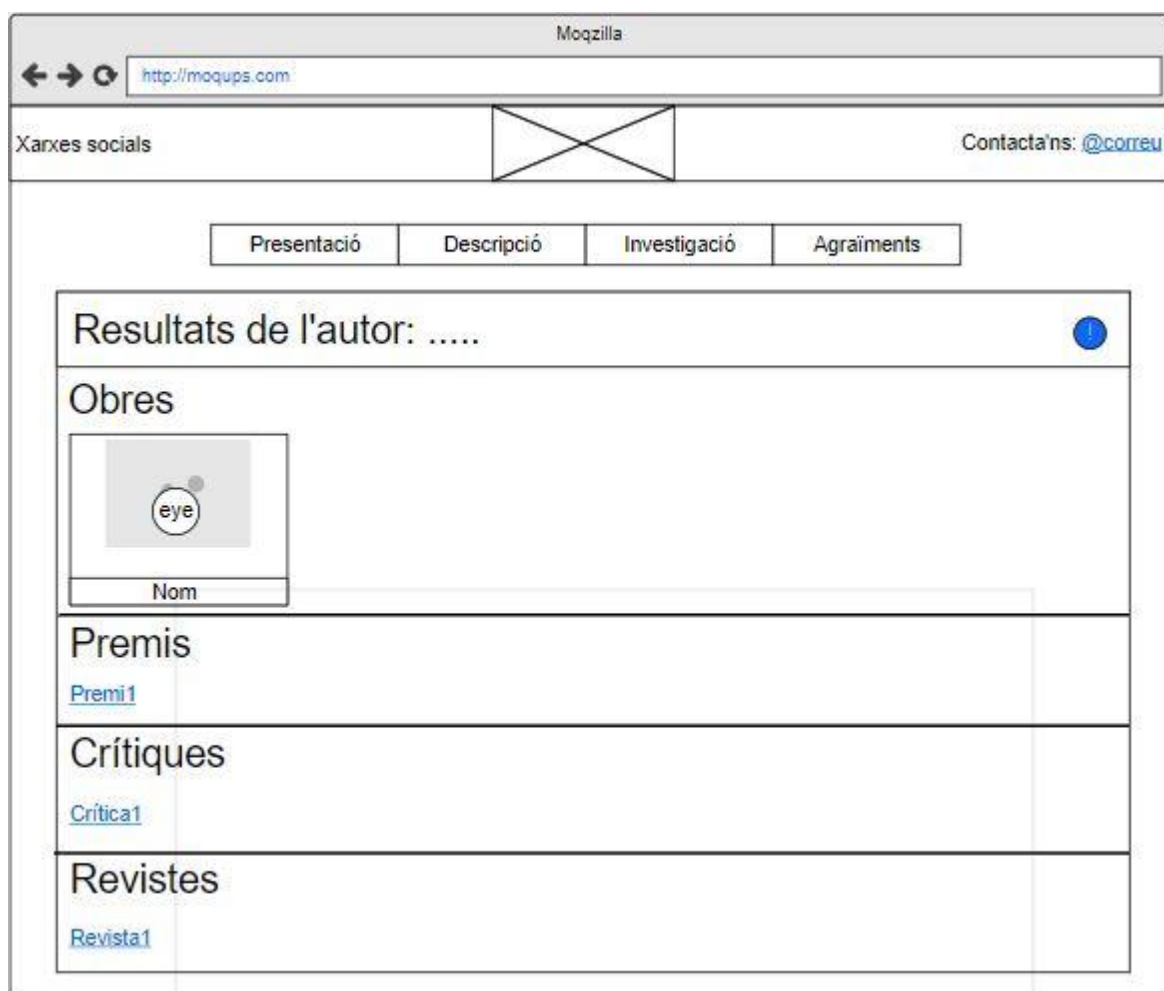 Moqzilla
http://moqups.com
Xarxes socials
Contacta'ns: @correu
Presentació Descripció Investigació Agraïments
Resultats de l'autor: .....
!
Obres
eye
Nom
Premis
Premi1
Crítiques
Crítica1
Revistes
Revista1